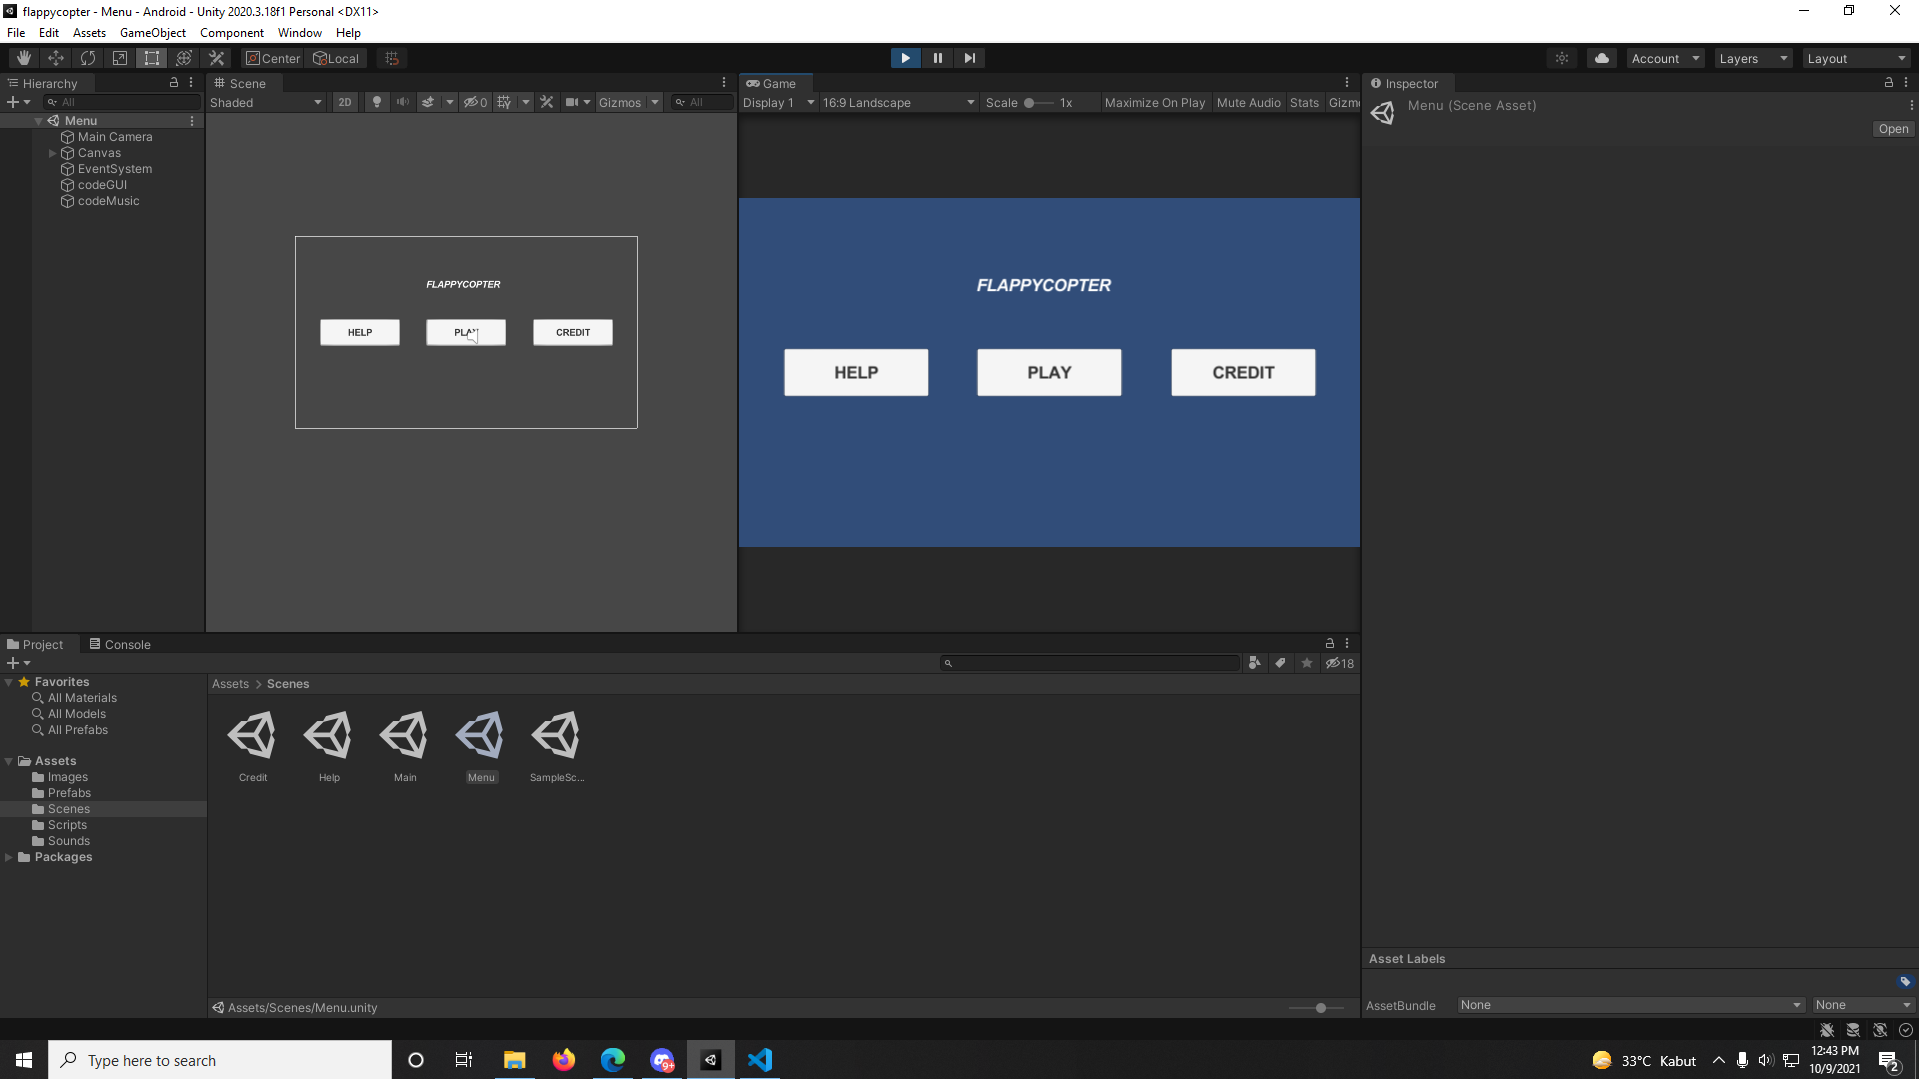 flappycopter - Menu - Android - Unity 2020.3.18f1 Personal <DX11>
File Edit Assets GameObject Component Window Help
Center Local
Account Layers Layout
Hierarchy
All
Menu
Main Camera
Canvas
EventSystem
codeGUI
codeMusic
Scene
Shaded 2D 0 Gizmos All
FLAPPYCOPTER
HELP PLAY CREDIT
Game
Display 1 16:9 Landscape Scale 1x Maximize On Play Mute Audio Stats Gizmo
FLAPPYCOPTER
HELP PLAY CREDIT
Inspector
Menu (Scene Asset)
Open
Project Console
18
Favorites
All Materials
All Models
All Prefabs
Assets
Images
Prefabs
Scenes
Scripts
Sounds
Packages
Assets > Scenes
Credit Help Main Menu SampleSc...
Assets/Scenes/Menu.unity
Asset Labels
AssetBundle None None
Type here to search
9+
33°C Kabut
12:43 PM
10/9/2021
2